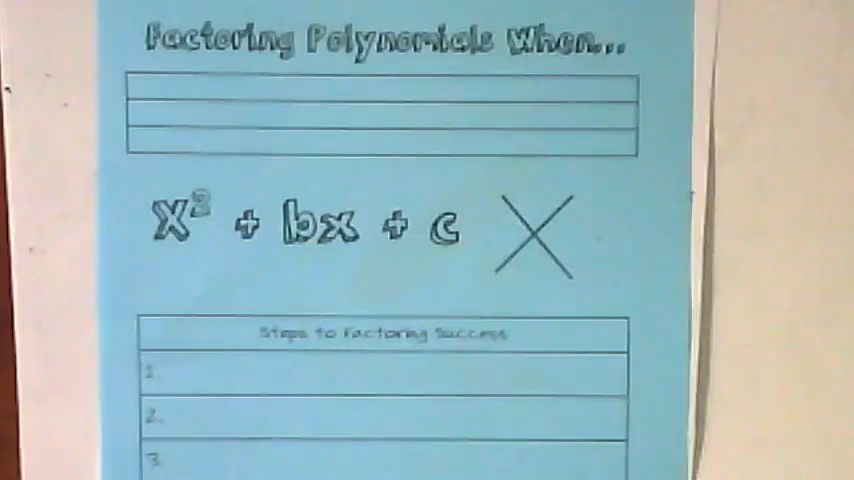 Factoring Polynomials When...
x² + bx + c
Steps to Factoring Success
1.
2.
3.